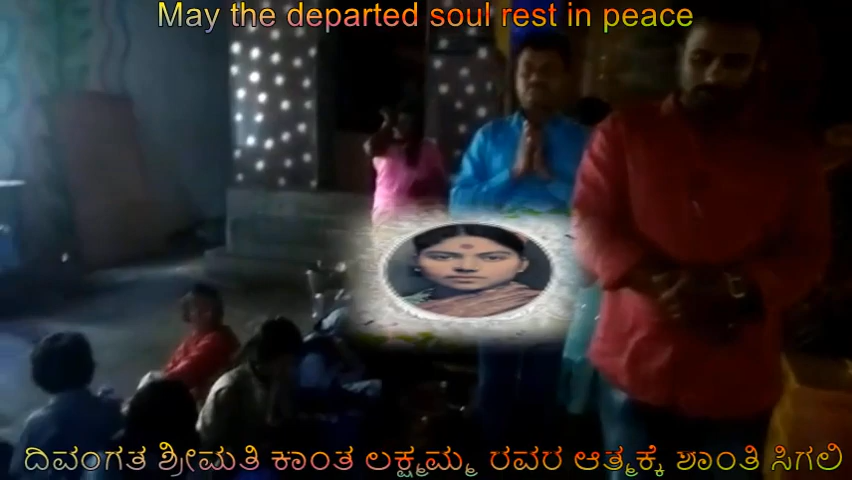 May the departed soul rest in peace
ದಿವಂಗತ ಶ್ರೀಮತಿ ಕಾಂತ ಲಕ್ಷ್ಮಮ್ಮ ರವರ ಆತ್ಮಕ್ಕೆ ಶಾಂತಿ ಸಿಗಲಿ